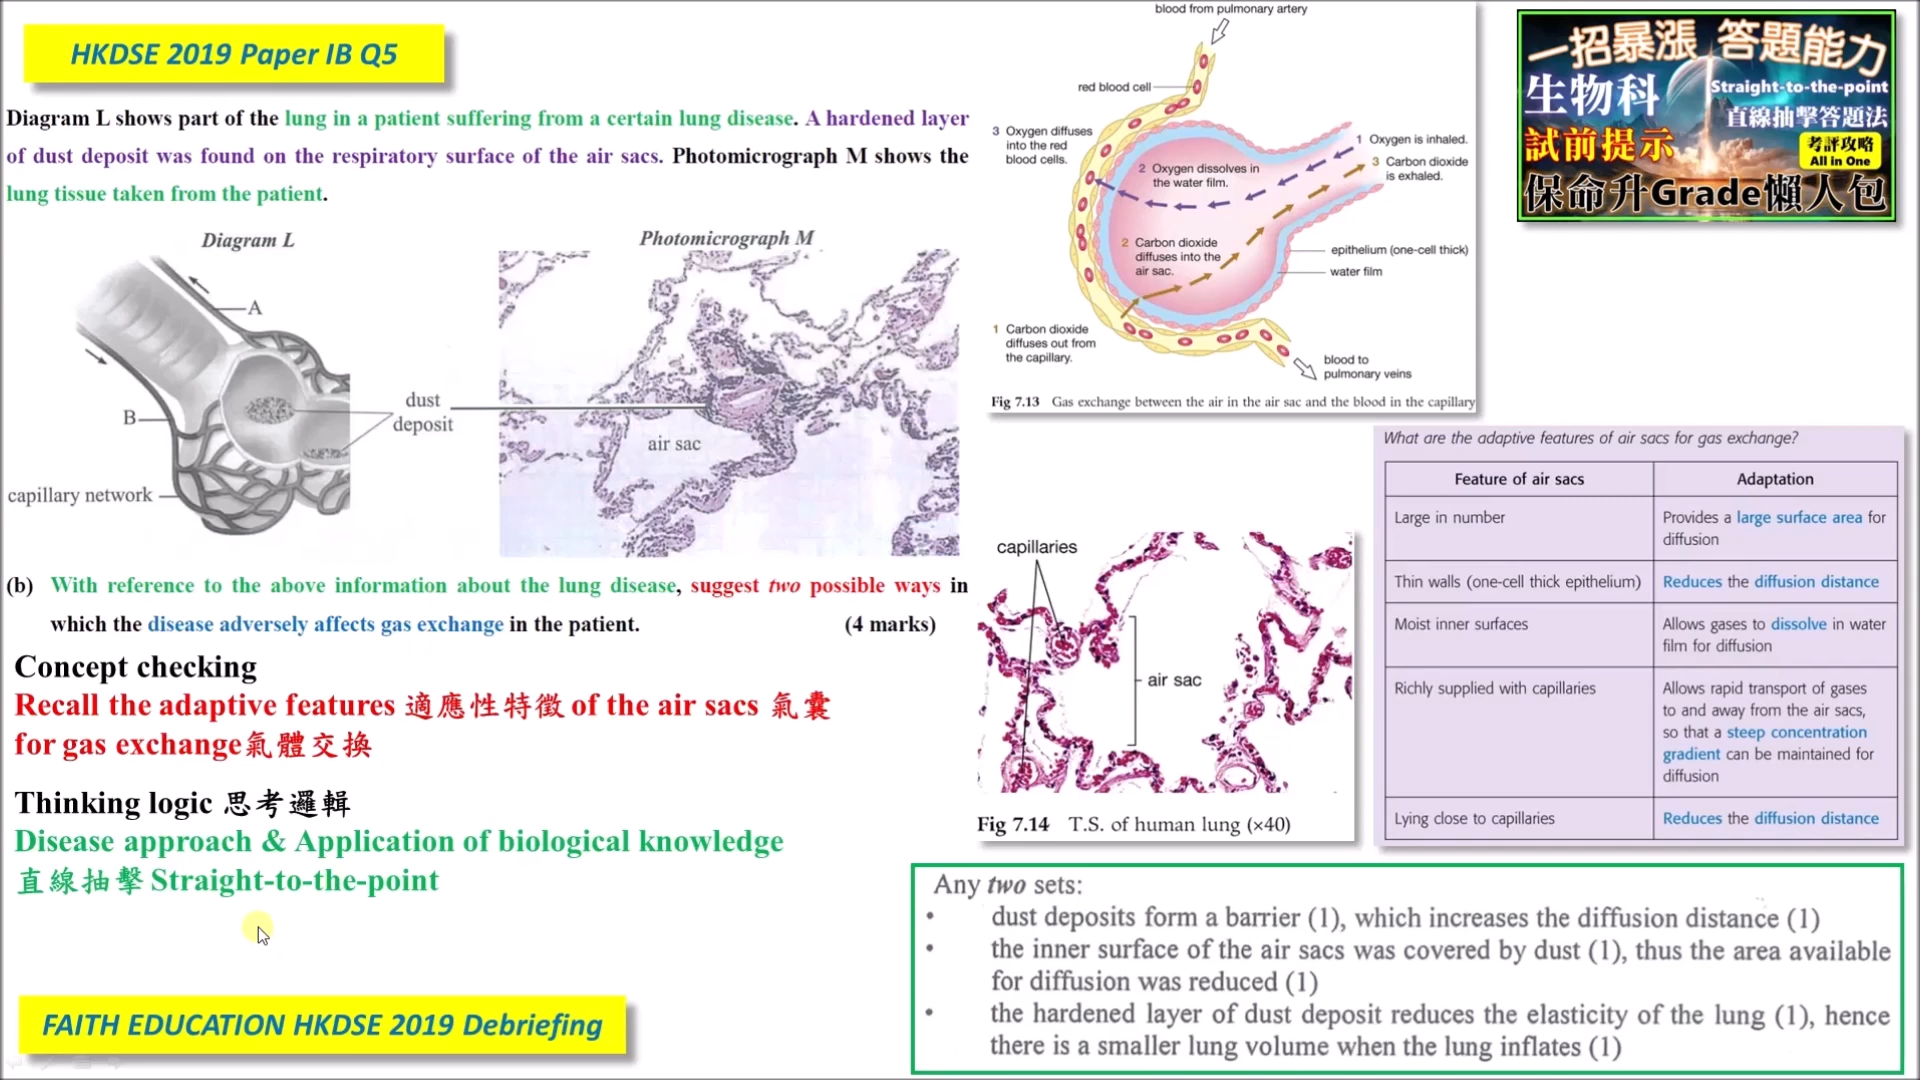 HKDSE 2019 Paper IB Q5
Diagram L shows part of the lung in a patient suffering from a certain lung disease. A hardened layer
of dust deposit was found on the respiratory surface of the air sacs. Photomicrograph M shows the
lung tissue taken from the patient.
Diagram L
A
B
capillary network
dust
deposit
Photomicrograph M
air sac
(b) With reference to the above information about the lung disease, suggest two possible ways in
which the disease adversely affects gas exchange in the patient. (4 marks)
Concept checking
Recall the adaptive features 適應性特徵 of the air sacs 氣囊
for gas exchange氣體交換
Thinking logic 思考邏輯
Disease approach & Application of biological knowledge
直線抽擊 Straight-to-the-point
FAITH EDUCATION HKDSE 2019 Debriefing
blood from pulmonary artery
red blood cell
3 Oxygen diffuses
into the red
blood cells.
1 Oxygen is inhaled.
2 Oxygen dissolves in
the water film.
3 Carbon dioxide
is exhaled.
2 Carbon dioxide
diffuses into the
air sac.
epithelium (one-cell thick)
water film
1 Carbon dioxide
diffuses out from
the capillary.
blood to
pulmonary veins
Fig 7.13 Gas exchange between the air in the air sac and the blood in the capillary
capillaries
air sac
Fig 7.14 T.S. of human lung (×40)
一招暴漲 答題能力
生物科
Straight-to-the-point
直線抽擊答題法
試前提示
考評攻略
All in One
保命升Grade懶人包
What are the adaptive features of air sacs for gas exchange?
Feature of air sacs Adaptation
Large in number Provides a large surface area for
diffusion
Thin walls (one-cell thick epithelium) Reduces the diffusion distance
Moist inner surfaces Allows gases to dissolve in water
film for diffusion
Richly supplied with capillaries Allows rapid transport of gases
to and away from the air sacs,
so that a steep concentration
gradient can be maintained for
diffusion
Lying close to capillaries Reduces the diffusion distance
Any two sets:
• dust deposits form a barrier (1), which increases the diffusion distance (1)
• the inner surface of the air sacs was covered by dust (1), thus the area available
for diffusion was reduced (1)
• the hardened layer of dust deposit reduces the elasticity of the lung (1), hence
there is a smaller lung volume when the lung inflates (1)